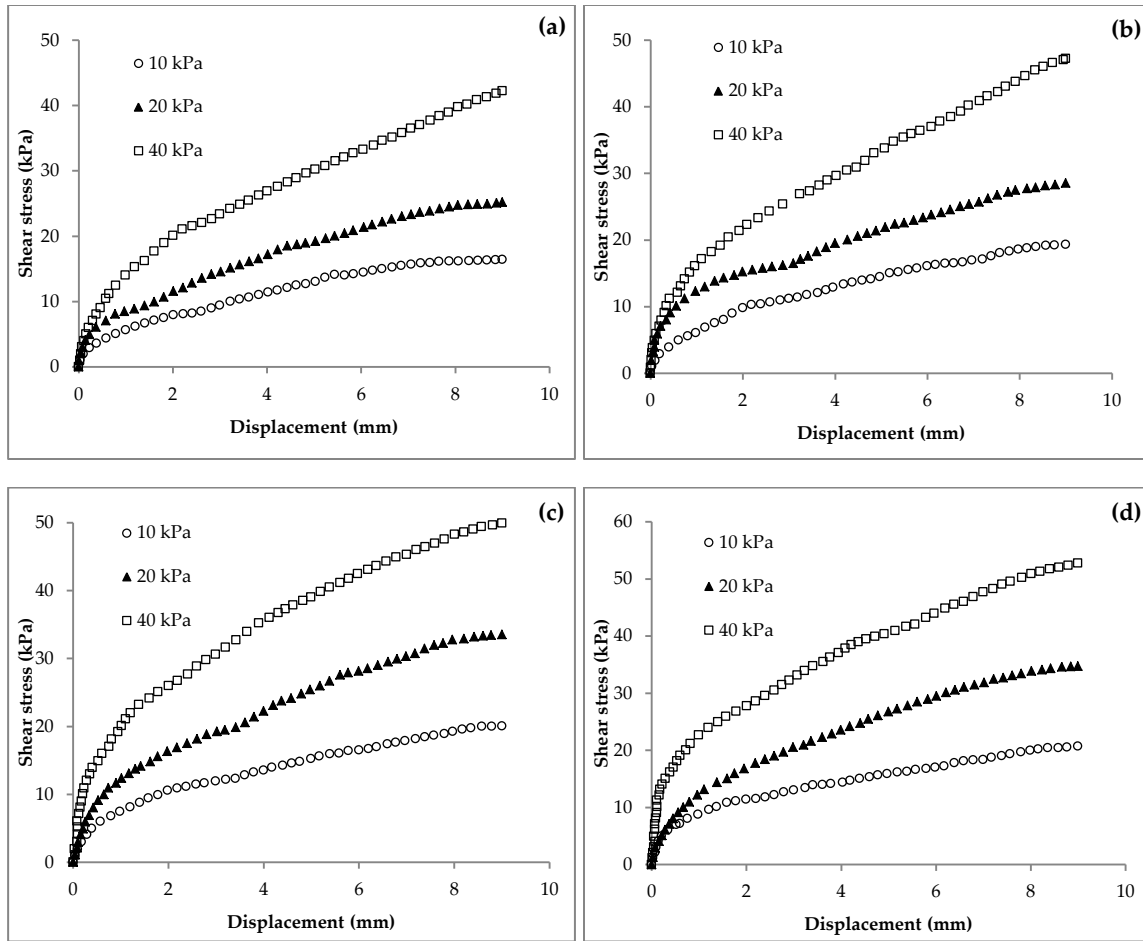 (a)
50
40
30
20
10
0
Shear stress (kPa)
10 kPa
20 kPa
40 kPa
0 2 4 6 8 10
Displacement (mm)
(b)
50
40
30
20
10
0
Shear stress (kPa)
10 kPa
20 kPa
40 kPa
0 2 4 6 8 10
Displacement (mm)
(c)
50
40
30
20
10
0
Shear stress (kPa)
10 kPa
20 kPa
40 kPa
0 2 4 6 8 10
Displacement (mm)
(d)
60
50
40
30
20
10
0
Shear stress (kPa)
10 kPa
20 kPa
40 kPa
0 2 4 6 8 10
Displacement (mm)